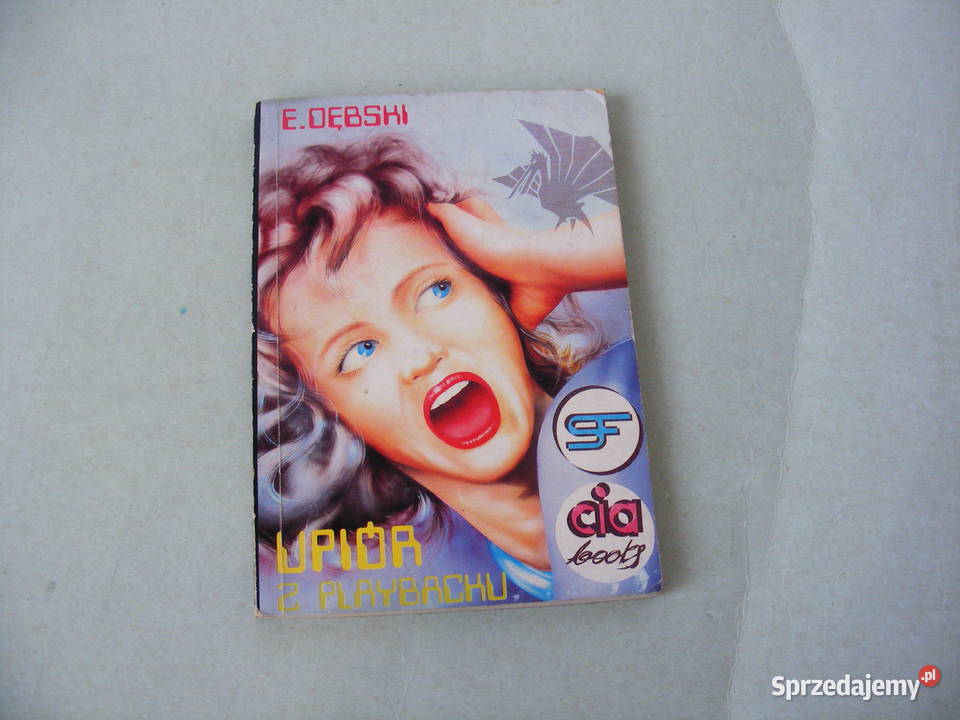 E. DĘBSKI
SF
cia
books
UPIÓR
Z PLAYBACKU
Sprzedajemy.pl